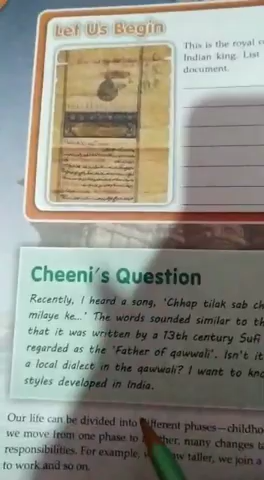 Let Us Begin
This is the royal
Indian king. List
document.
Cheeni's Question
Recently, I heard a song, 'Chhap tilak sab
milaye ke...' The words sounded similar to
that it was written by a 13th century Sufi
regarded as the 'Father of qawwali'. Isn't it
a local dialect in the qawwali? I want to
styles developed in India.
Our life can be divided into different phases—
we move from one phase to another, many changes
responsibilities. For example, we grow taller, we join a
to work and so on.